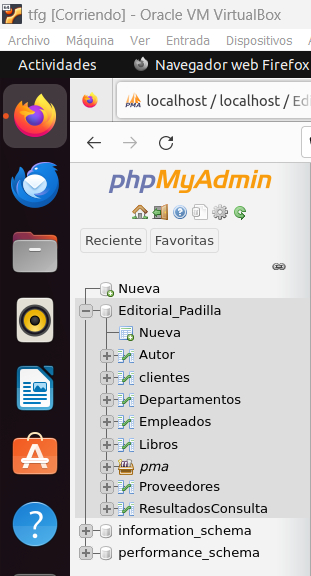 tfg [Corriendo] - Oracle VM VirtualBox
Archivo Máquina Ver Entrada Dispositivos
Actividades Navegador web Firefox
localhost / localhost / Edi
phpMyAdmin
Reciente Favoritas
Nueva
Editorial_Padilla
Nueva
Autor
clientes
Departamentos
Empleados
Libros
pma
Proveedores
ResultadosConsulta
information_schema
performance_schema